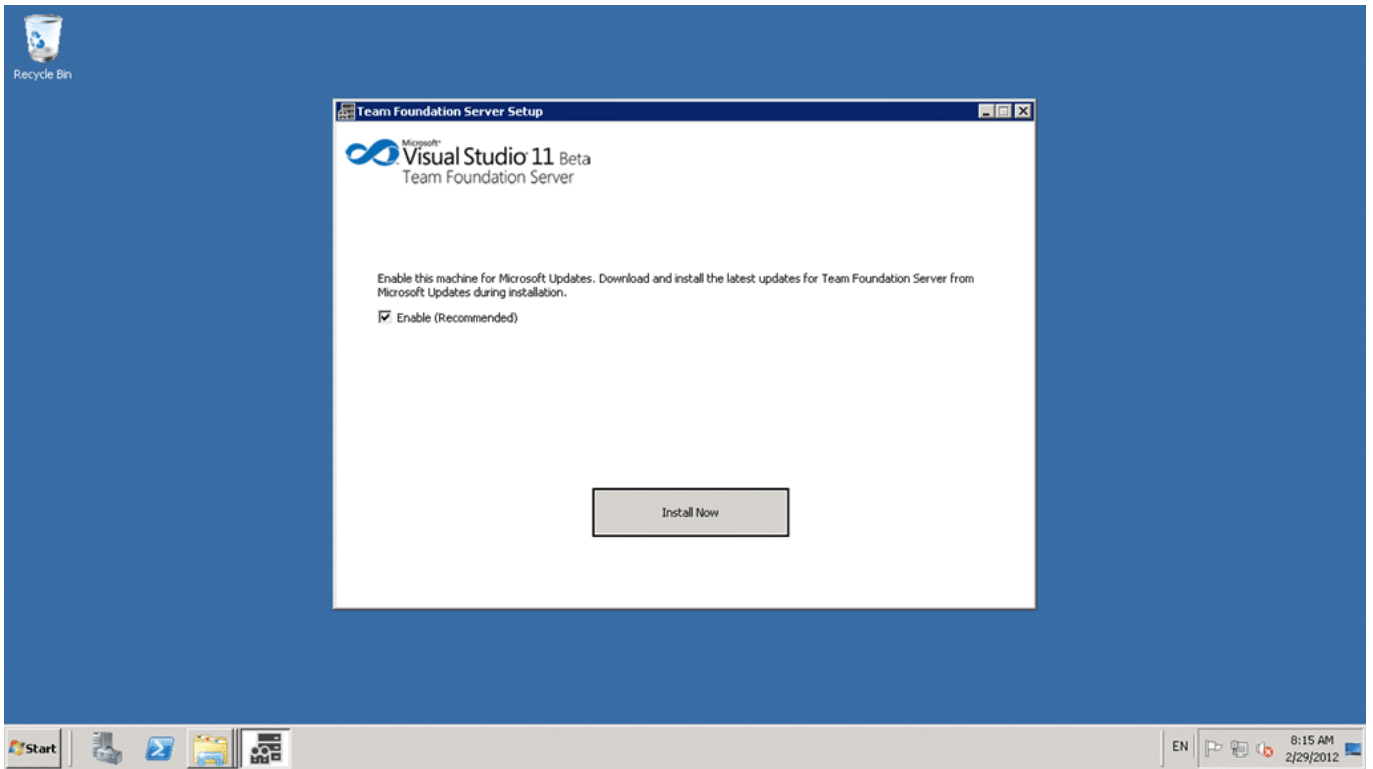 Recycle Bin
Team Foundation Server Setup
Microsoft®
Visual Studio® 11 Beta
Team Foundation Server
Enable this machine for Microsoft Updates. Download and install the latest updates for Team Foundation Server from
Microsoft Updates during installation.
Enable (Recommended)
Install Now
Start
EN
8:15 AM
2/29/2012